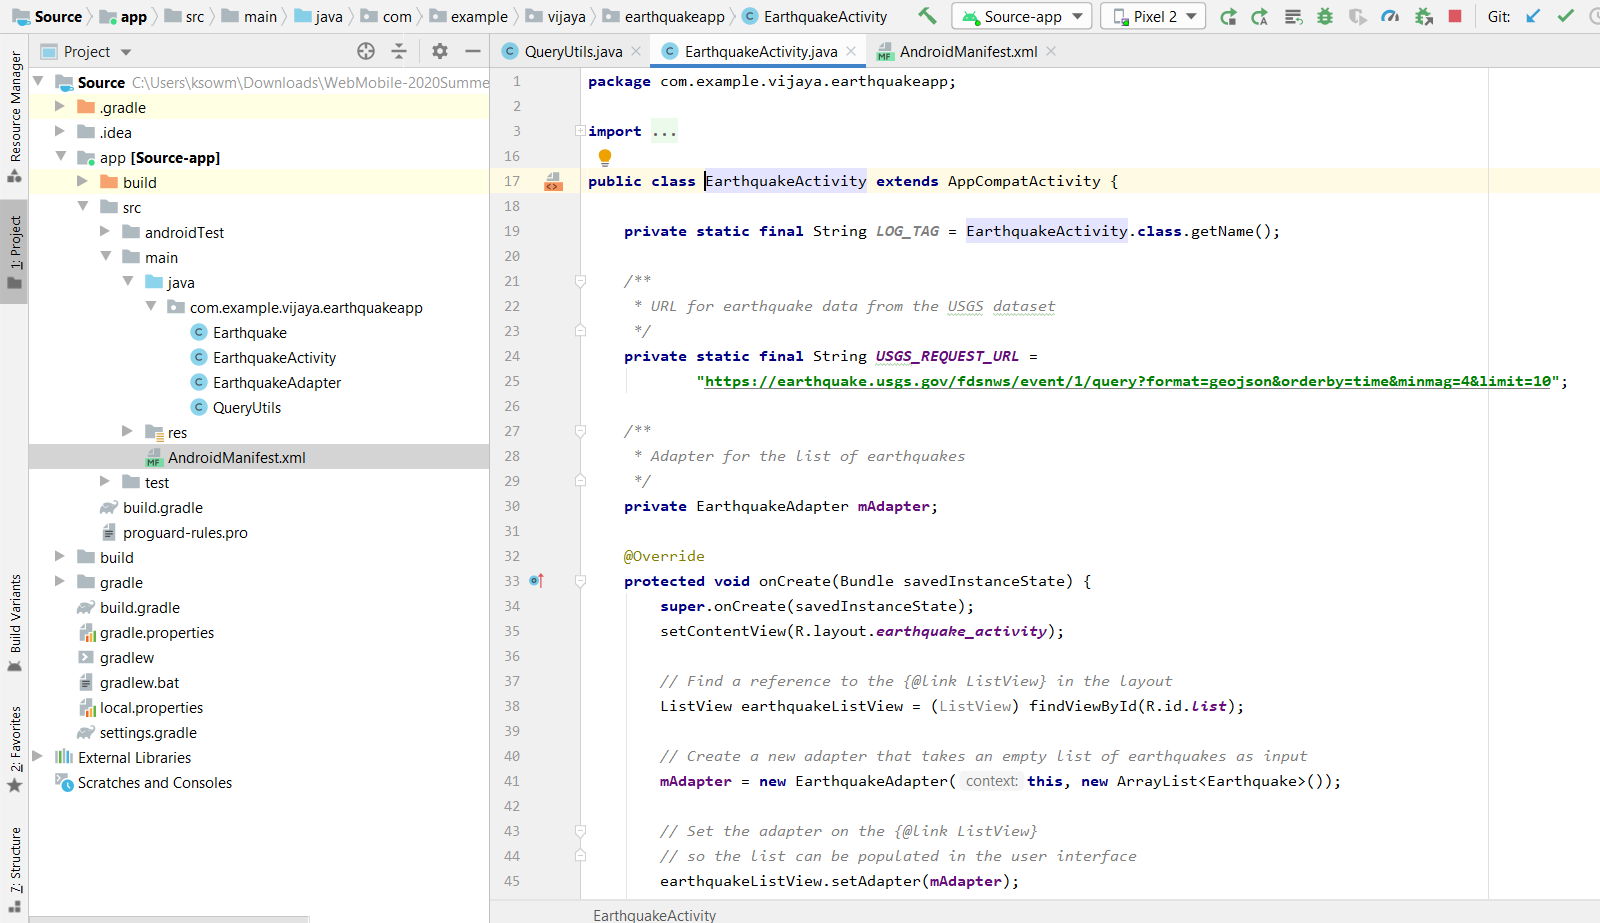 Source app src main java com example vijaya earthquakeapp EarthquakeActivity Source-app Pixel 2 Git:
Project
QueryUtils.java EarthquakeActivity.java AndroidManifest.xml
Resource Manager
1: Project
Build Variants
2: Favorites
7: Structure
Source C:\Users\ksowm\Downloads\WebMobile-2020Summe
.gradle
.idea
app [Source-app]
build
src
androidTest
main
java
com.example.vijaya.earthquakeapp
Earthquake
EarthquakeActivity
EarthquakeAdapter
QueryUtils
res
AndroidManifest.xml
test
build.gradle
proguard-rules.pro
build
gradle
build.gradle
gradle.properties
gradlew
gradlew.bat
local.properties
settings.gradle
External Libraries
Scratches and Consoles
1 package com.example.vijaya.earthquakeapp;
2
3 import ...
16
17 public class EarthquakeActivity extends AppCompatActivity {
18
19 private static final String LOG_TAG = EarthquakeActivity.class.getName();
20
21 /**
22 * URL for earthquake data from the USGS dataset
23 */
24 private static final String USGS_REQUEST_URL =
25 "https://earthquake.usgs.gov/fdsnws/event/1/query?format=geojson&orderby=time&minmag=4&limit=10";
26
27 /**
28 * Adapter for the list of earthquakes
29 */
30 private EarthquakeAdapter mAdapter;
31
32 @Override
33 protected void onCreate(Bundle savedInstanceState) {
34 super.onCreate(savedInstanceState);
35 setContentView(R.layout.earthquake_activity);
36
37 // Find a reference to the {@link ListView} in the layout
38 ListView earthquakeListView = (ListView) findViewById(R.id.list);
39
40 // Create a new adapter that takes an empty list of earthquakes as input
41 mAdapter = new EarthquakeAdapter( context: this, new ArrayList<Earthquake>());
42
43 // Set the adapter on the {@link ListView}
44 // so the list can be populated in the user interface
45 earthquakeListView.setAdapter(mAdapter);
EarthquakeActivity